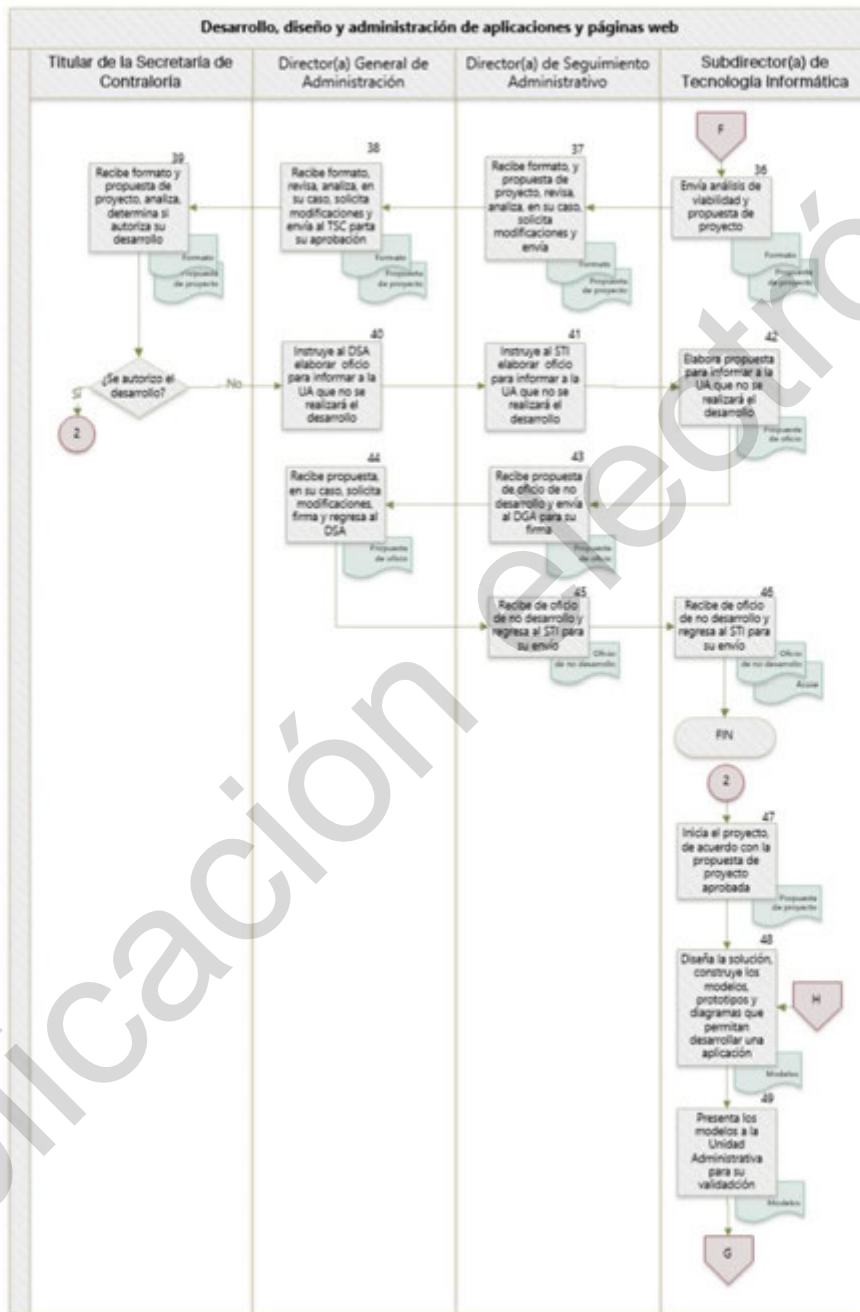 Desarrollo, diseño y administración de aplicaciones y páginas web
Titular de la Secretaría de
Contraloría
Director(a) General de
Administración
Director(a) de Seguimiento
Administrativo
Subdirector(a) de
Tecnología Informática
F
39
Recibe formato y
propuesta de
proyecto, analiza,
determina si
autoriza su
desarrollo
Formato
Propuesta
de proyecto
38
Recibe formato,
revisa, analiza, en
su caso, solicita
modificaciones y
envía al TSC parta
su aprobación
Formato
Propuesta
de proyecto
37
Recibe formato, y
propuesta de
proyecto, revisa,
analiza, en su caso,
solicita
modificaciones y
envía
Formato
Propuesta
de proyecto
36
Envía análisis de
viabilidad y
propuesta de
proyecto
Formato
Propuesta
de proyecto
¿Se autorizo el
desarrollo?
Sí
No
2
40
Instruye al DSA
elaborar oficio
para informar a la
UA que no se
realizará el
desarrollo
41
Instruye al STI
elaborar oficio
para informar a la
UA que no se
realizará el
desarrollo
42
Elabora propuesta
para informar a la
UA que no se
realizará el
desarrollo
Propuesta
de oficio
44
Recibe propuesta,
en su caso, solicita
modificaciones,
firma y regresa al
DSA
Propuesta
de oficio
43
Recibe propuesta
de oficio de no
desarrollo y envía
al DGA para su
firma
Propuesta
de oficio
45
Recibe de oficio
de no desarrollo y
regresa al STI para
su envío
Oficio
de no desarrollo
46
Recibe de oficio
de no desarrollo y
regresa al STI para
su envío
Oficio
de no desarrollo
Acuse
FIN
2
47
Inicia el proyecto,
de acuerdo con la
propuesta de
proyecto
aprobada
Propuesta
de proyecto
48
Diseña la solución,
construye los
modelos,
prototipos y
diagramas que
permitan
desarrollar una
aplicación
Modelos
H
49
Presenta los
modelos a la
Unidad
Administrativa
para su
validadción
Modelos
G